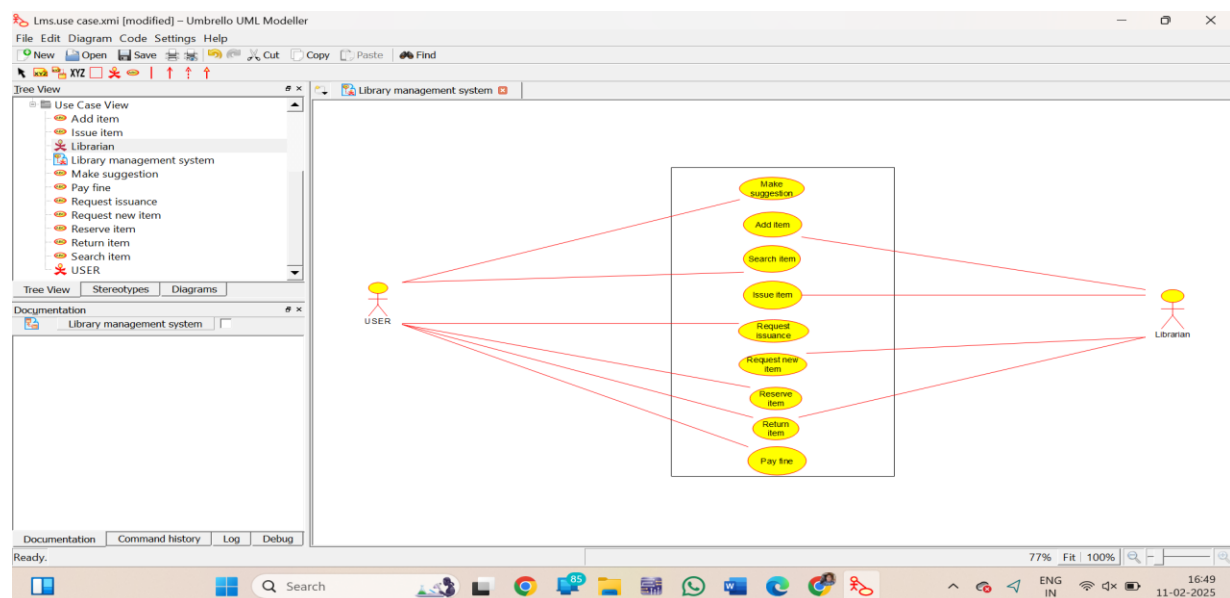 Lms.use case.xmi [modified] – Umbrello UML Modeller
File Edit Diagram Code Settings Help
New Open Save Cut Copy Paste Find
XYZ XYZ
Tree View
Library management system
Use Case View
Add item
Issue item
Librarian
Library management system
Make suggestion
Pay fine
Request issuance
Request new item
Reserve item
Return item
Search item
USER
Tree View Stereotypes Diagrams
Documentation
Library management system
Documentation Command history Log Debug
Make
suggestion
Add item
Search item
Issue item
Request
issuance
Request new
item
Reserve
item
Return
item
Pay fine
USER
Librarian
Ready.
77% Fit 100%
Search
85
ENG
IN
16:49
11-02-2025